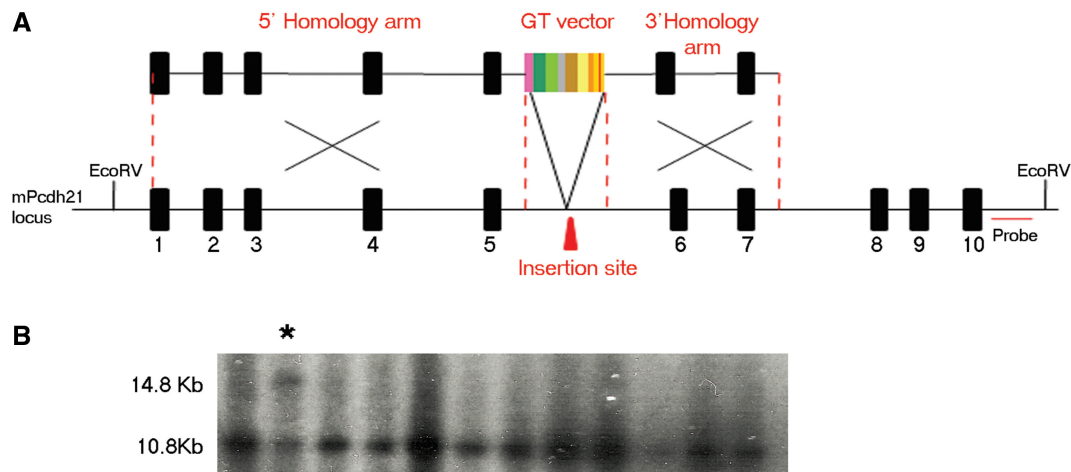 A
5' Homology arm
GT vector
3'Homology
arm
EcoRV
EcoRV
mPcdh21
locus
1 2 3 4 5 6 7 8 9 10
Probe
Insertion site
B
*
14.8 Kb
10.8Kb